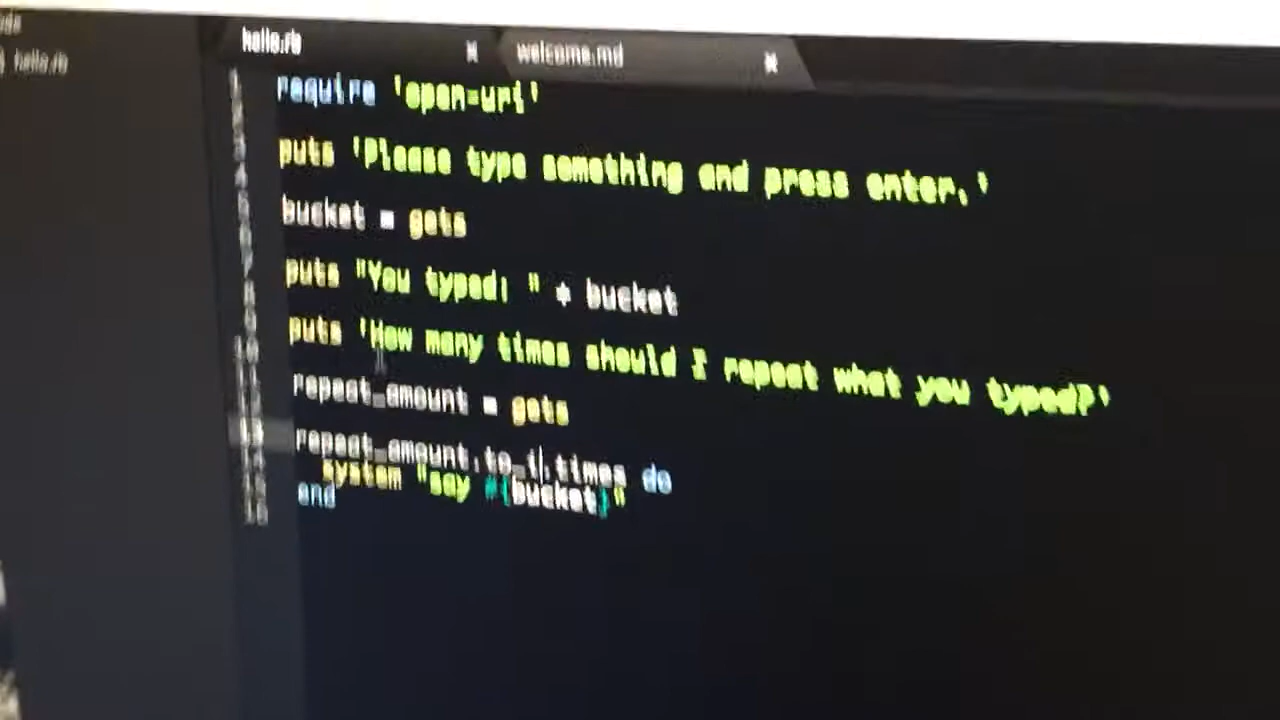 hello.rb
hello.rb welcome.md
require 'open-uri'
puts 'Please type something and press enter.'
bucket = gets
puts "You typed: " + bucket
puts 'How many times should I repeat what you typed?'
repeat_amount = gets
repeat_amount.to_i.times do
system "say #{bucket}"
end